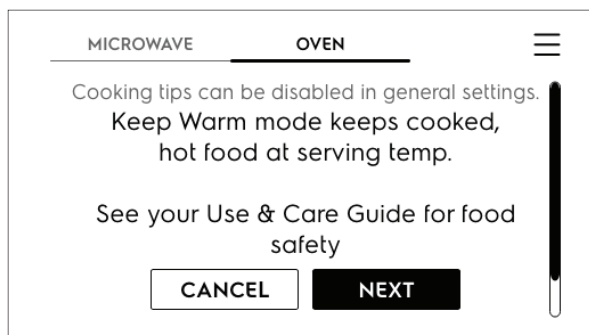 MICROWAVE OVEN
Cooking tips can be disabled in general settings.
Keep Warm mode keeps cooked,
hot food at serving temp.
See your Use & Care Guide for food
safety
CANCEL NEXT